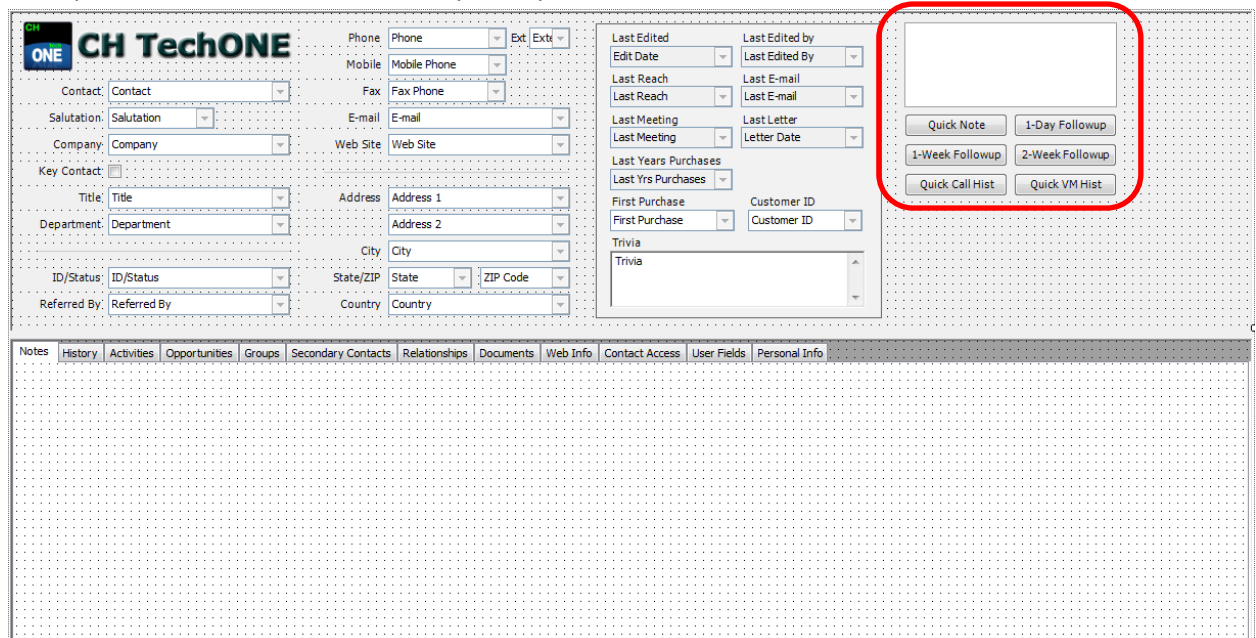 CH
ONE
CH TechONE
Contact Contact
Salutation Salutation
Company Company
Key Contact
Title Title
Department Department
ID/Status ID/Status
Referred By Referred By
Phone Phone Ext Exte
Mobile Mobile Phone
Fax Fax Phone
E-mail E-mail
Web Site Web Site
Address Address 1
Address 2
City City
State/ZIP State ZIP Code
Country Country
Last Edited Last Edited by
Edit Date Last Edited By
Last Reach Last E-mail
Last Reach Last E-mail
Last Meeting Last Letter
Last Meeting Letter Date
Last Years Purchases
Last Yrs Purchases
First Purchase Customer ID
First Purchase Customer ID
Trivia
Trivia
Quick Note 1-Day Followup
1-Week Followup 2-Week Followup
Quick Call Hist Quick VM Hist
Notes History Activities Opportunities Groups Secondary Contacts Relationships Documents Web Info Contact Access User Fields Personal Info